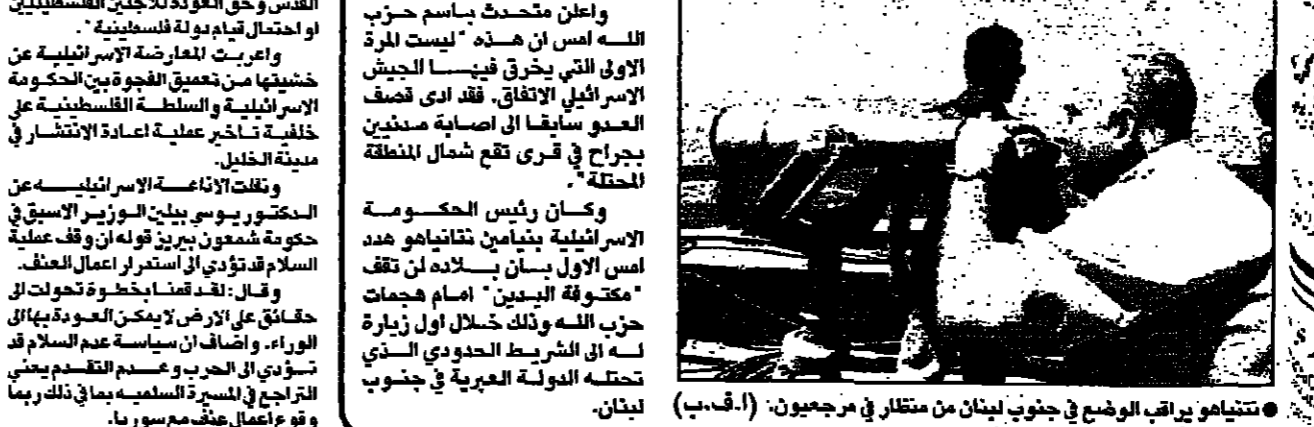 واعلن متحدث باسم حزب
الله امس ان هذه "ليست المرة
الاولى التي يخرق فيها الجيش
الاسرائيلي الاتفاق. فقد ادى قصف
العدو سابقا الى اصابة مدنيين
بجراح في قرى تقع شمال المنطقة
المحتلة".
وكان رئيس الحكومة
الاسرائيلية بنيامين نتانياهو هدد
امس الاول بان بلاده لن تقف
"مكتوفة اليدين" امام هجمات
حزب الله وذلك خلال اول زيارة
له الى الشريط الحدودي الذي
تحتله الدولة العبرية في جنوب
لبنان.
● نتنياهو يراقب الوضع في جنوب لبنان من منظار في مرجعيون. (ا.ف.ب)
القدس وحق العودة للاجئين الفلسطينيين
او احتمال قيام دولة فلسطينية".
واعربت المعارضة الاسرائيلية عن
خشيتها من تعميق الفجوة بين الحكومة
الاسرائيلية والسلطة الفلسطينية على
خلفية تاخير عملية اعادة الانتشار في
مدينة الخليل.
ونقلت الاذاعة الاسرائيلية عن
الدكتور يوسي بيلين الوزير الاسبق في
حكومة شمعون بيريز قوله ان وقف عملية
السلام قد تؤدي الى استمرار اعمال العنف.
وقال: لقد قمنا بخطوة تحولت الى
حقائق على الارض لا يمكن العودة بها الى
الوراء. واضاف ان سياسة عدم السلام قد
تؤدي الى الحرب وعدم التقدم يعني
التراجع في المسيرة السلميه بما في ذلك ربما
وقوع اعمال عنف مع سوريا.